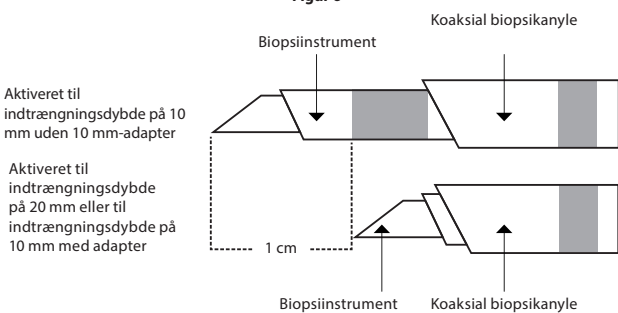 Koaksial biopsikanyle
Biopsiinstrument
Aktiveret til
indtrængningsdybde på 10
mm uden 10 mm-adapter
Aktiveret til
indtrængningsdybde
på 20 mm eller til
indtrængningsdybde på
10 mm med adapter
1 cm
Biopsiinstrument
Koaksial biopsikanyle